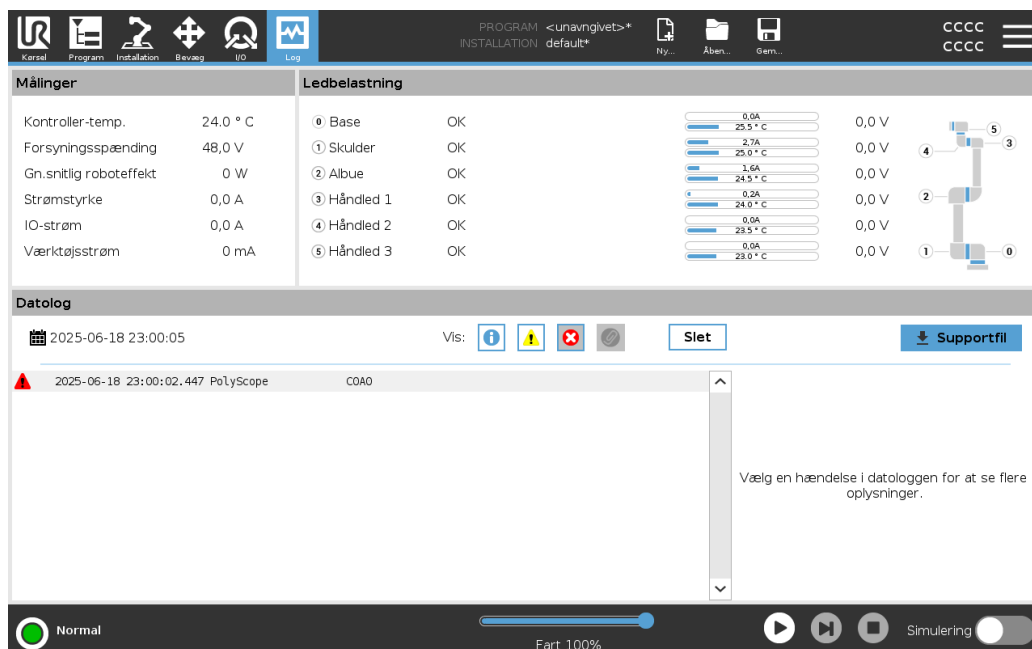 PROGRAM <unavngivet>*
INSTALLATION default*
CCCC
CCCC
Kørsel Program Installation Bevæg I/O Log Ny... Åben... Gem...
Målinger
Kontroller-temp. 24.0 ° C
Forsyningsspænding 48,0 V
Gn.snitlig roboteffekt 0 W
Strømstyrke 0,0 A
IO-strøm 0,0 A
Værktøjsstrøm 0 mA
Ledbelastning
0 Base OK 0,0A 25.5 ° C 0,0 V
1 Skulder OK 2,7A 25.0 ° C 0,0 V
2 Albue OK 1,6A 24.5 ° C 0,0 V
3 Håndled 1 OK 0,2A 24.0 ° C 0,0 V
4 Håndled 2 OK 0,0A 23.5 ° C 0,0 V
5 Håndled 3 OK 0,0A 23.0 ° C 0,0 V
5
3
4
2
1 0
Datolog
2025-06-18 23:00:05 Vis: Slet Supportfil
2025-06-18 23:00:02.447 PolyScope C0A0
Vælg en hændelse i datologgen for at se flere
oplysninger.
Normal
Fart 100%
Simulering